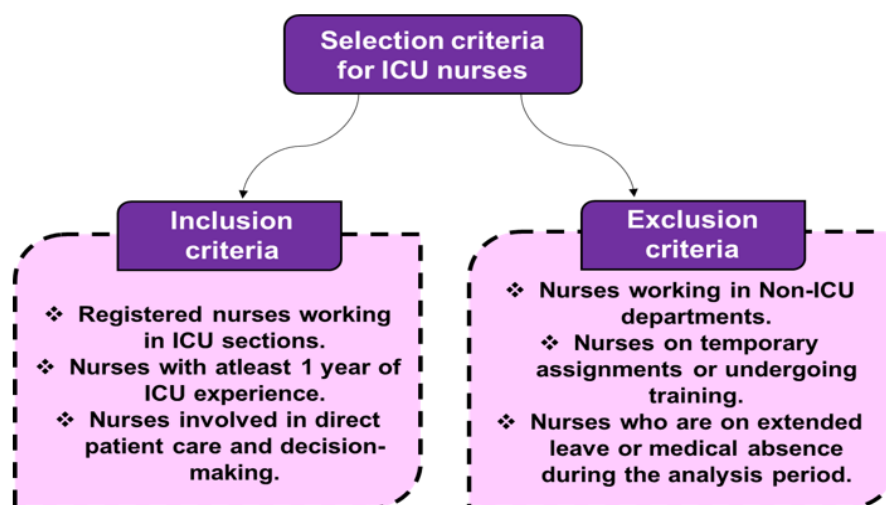 Selection criteria
for ICU nurses
Inclusion
criteria
❖ Registered nurses working
in ICU sections.
❖ Nurses with atleast 1 year of
ICU experience.
❖ Nurses involved in direct
patient care and decision-
making.
Exclusion
criteria
❖ Nurses working in Non-ICU
departments.
❖ Nurses on temporary
assignments or undergoing
training.
❖ Nurses who are on extended
leave or medical absence
during the analysis period.